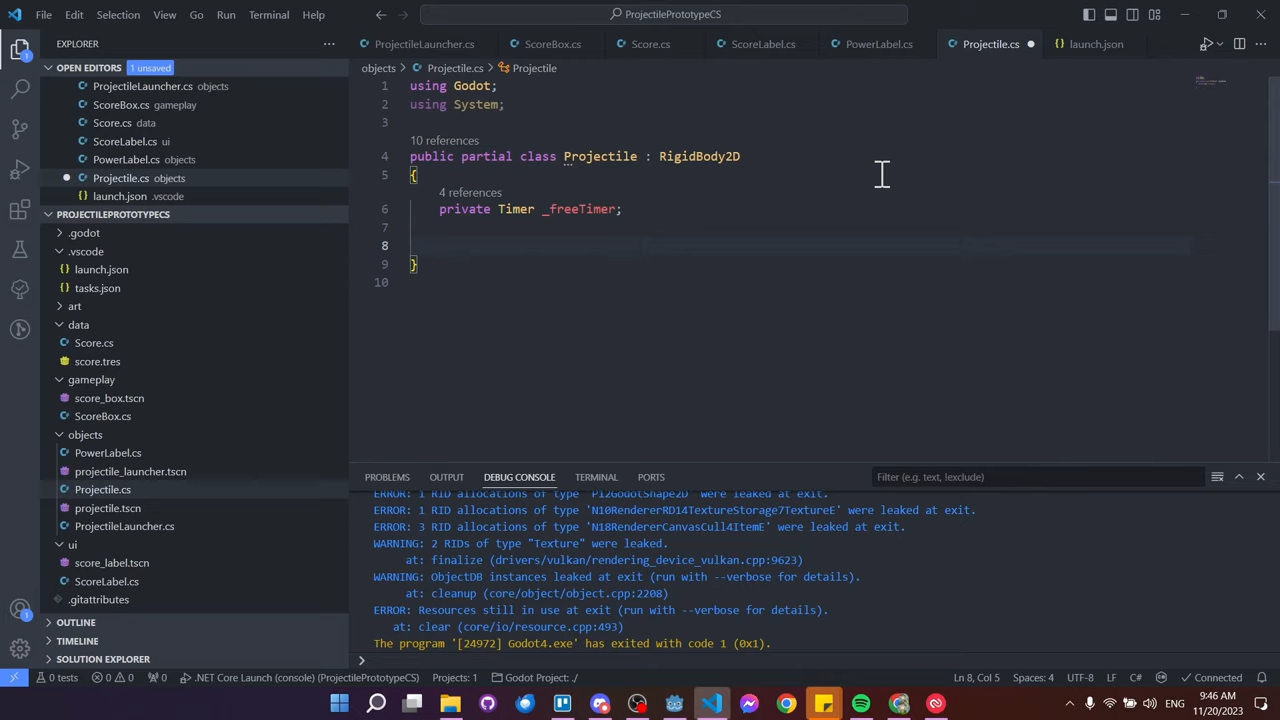 File Edit Selection View Go Run Terminal Help
ProjectilePrototypeCS
EXPLORER
OPEN EDITORS 1 unsaved
ProjectileLauncher.cs objects
ScoreBox.cs gameplay
Score.cs data
ScoreLabel.cs ui
PowerLabel.cs objects
Projectile.cs objects
launch.json .vscode
PROJECTILEPROTOTYPECS
.godot
.vscode
launch.json
tasks.json
art
data
Score.cs
score.tres
gameplay
score_box.tscn
ScoreBox.cs
objects
PowerLabel.cs
projectile_launcher.tscn
Projectile.cs
projectile.tscn
ProjectileLauncher.cs
ui
score_label.tscn
ScoreLabel.cs
.gitattributes
OUTLINE
TIMELINE
SOLUTION EXPLORER
ProjectileLauncher.cs ScoreBox.cs Score.cs ScoreLabel.cs PowerLabel.cs Projectile.cs launch.json
objects > Projectile.cs > Projectile
1 using Godot;
2 using System;
3
10 references
4 public partial class Projectile : RigidBody2D
5 {
4 references
6 private Timer _freeTimer;
7
8
9 }
10
PROBLEMS OUTPUT DEBUG CONSOLE TERMINAL PORTS
Filter (e.g. text, !exclude)
ERROR: 1 RID allocations of type 'P12GodotShape2D' were leaked at exit.
ERROR: 1 RID allocations of type 'N10RendererRD14TextureStorage7TextureE' were leaked at exit.
ERROR: 3 RID allocations of type 'N18RendererCanvasCull4ItemE' were leaked at exit.
WARNING: 2 RIDs of type "Texture" were leaked.
at: finalize (drivers/vulkan/rendering_device_vulkan.cpp:9623)
WARNING: ObjectDB instances leaked at exit (run with --verbose for details).
at: cleanup (core/object/object.cpp:2208)
ERROR: Resources still in use at exit (run with --verbose for details).
at: clear (core/io/resource.cpp:493)
The program '[24972] Godot4.exe' has exited with code 1 (0x1).
0 tests 0 0 0 .NET Core Launch (console) (ProjectilePrototypeCS) Projects: 1 Godot Project: ./ Ln 8, Col 5 Spaces: 4 UTF-8 LF C# Connected
9:46 AM
11/20/2023